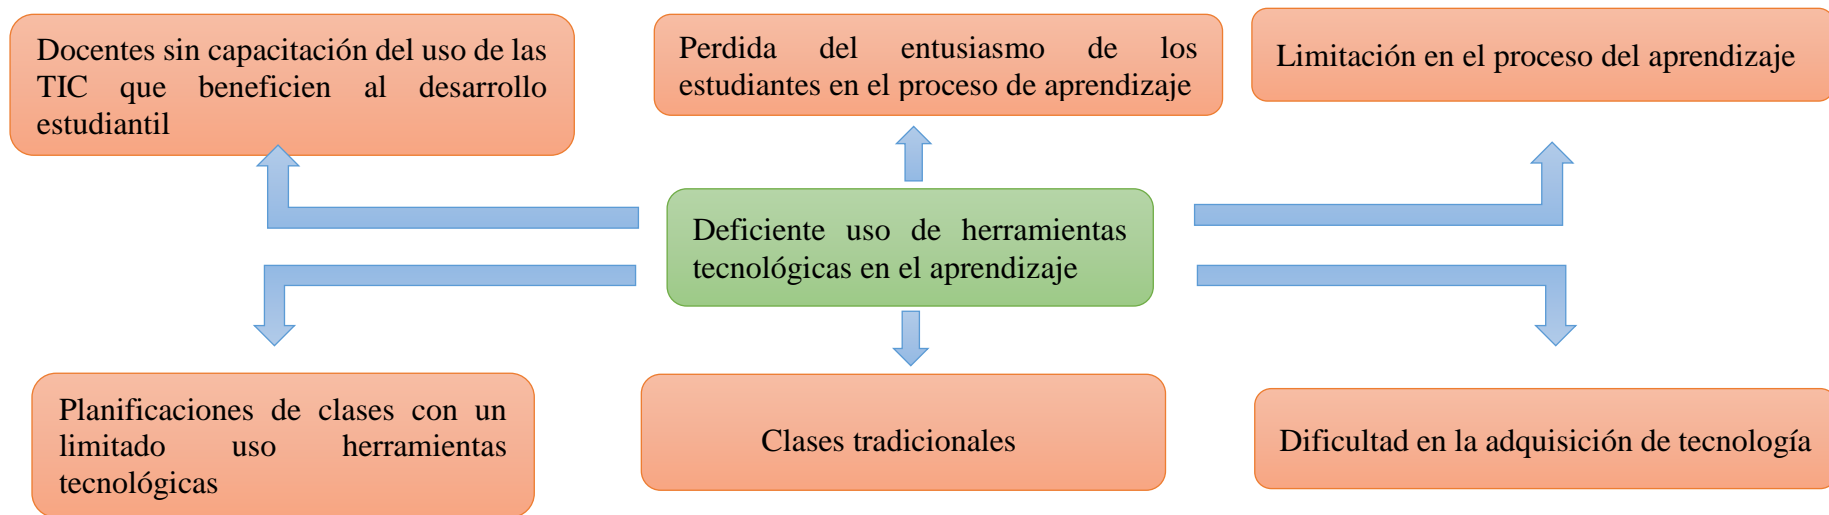 Docentes sin capacitación del uso de las
TIC que beneficien al desarrollo
estudiantil
Perdida del entusiasmo de los
estudiantes en el proceso de aprendizaje
Limitación en el proceso del aprendizaje
Deficiente uso de herramientas
tecnológicas en el aprendizaje
Planificaciones de clases con un
limitado uso herramientas
tecnológicas
Clases tradicionales
Dificultad en la adquisición de tecnología